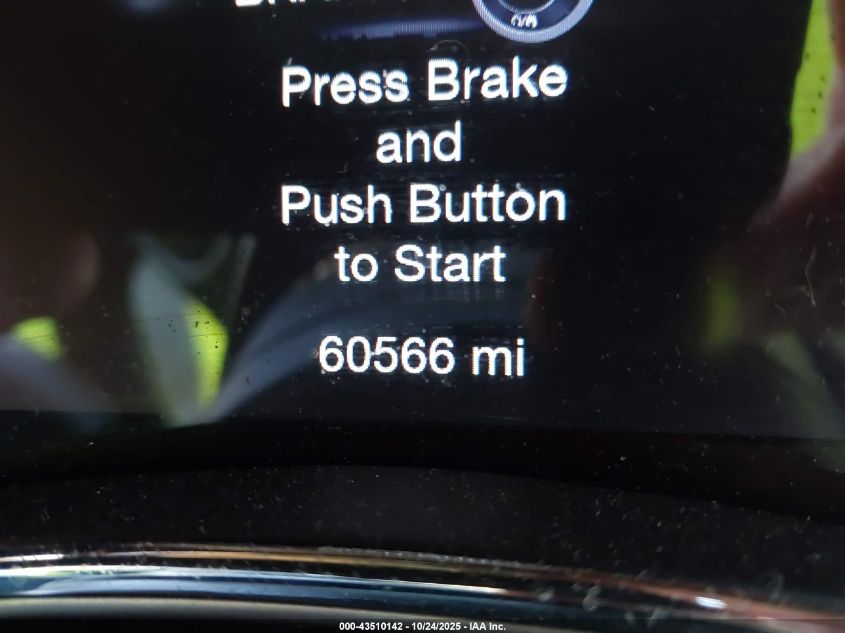 Press Brake
and
Push Button
to Start
60566 mi
000-43510142 - 10/24/2025 - IAA Inc.